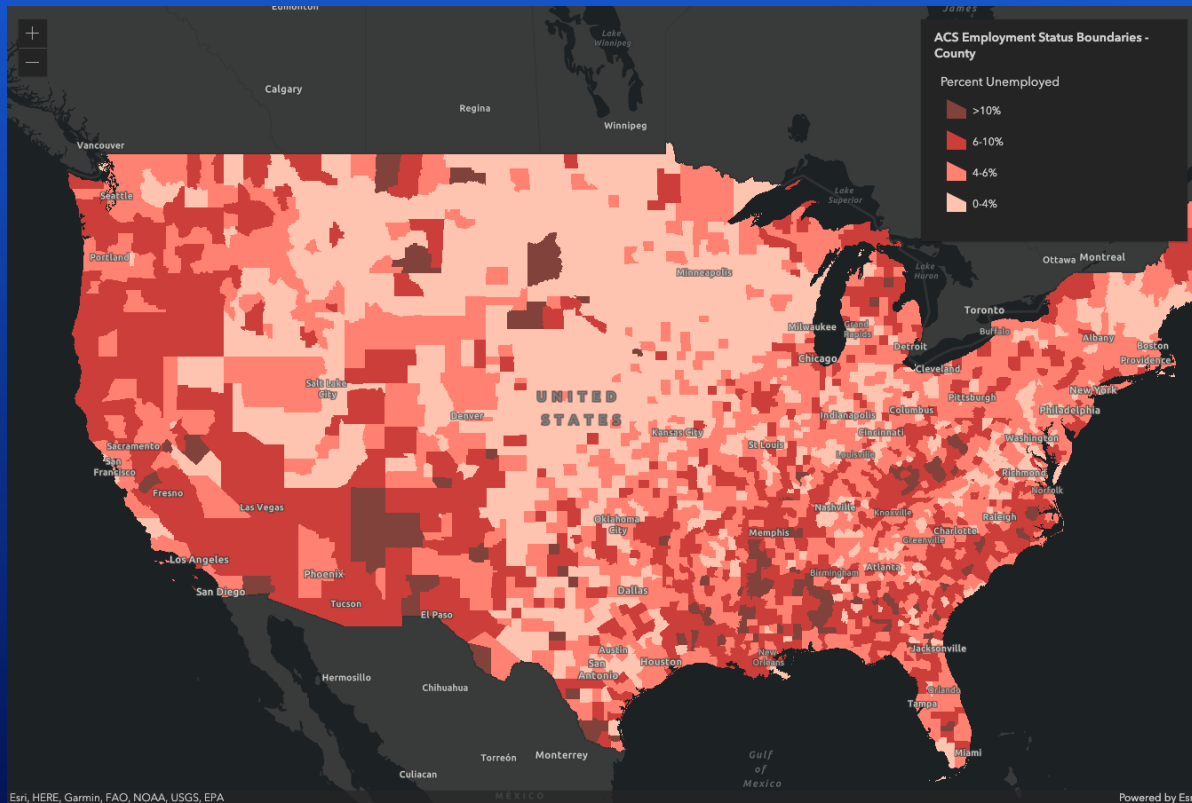 Edmonton
James
Lake
Winnipeg
+
−
ACS Employment Status Boundaries -
County
Percent Unemployed
>10%
6-10%
4-6%
0-4%
Calgary
Regina
Winnipeg
Vancouver
Seattle
Lake
Superior
Portland
Minneapolis
Lake
Huron
Ottawa
Montreal
Toronto
Milwaukee
Grand
Rapids
Buffalo
Albany
Boston
Detroit
Chicago
Providence
Cleveland
Salt Lake
City
New York
UNITED
STATES
Pittsburgh
Denver
Indianapolis
Columbus
Philadelphia
Kansas City
Cincinnati
Sacramento
St Louis
Washington
Louisville
San
Francisco
Richmond
Fresno
Norfolk
Las Vegas
Nashville
Knoxville
Raleigh
Oklahoma
City
Memphis
Charlotte
Greenville
Los Angeles
Phoenix
Birmingham
Atlanta
San Diego
Dallas
Tucson
El Paso
Austin
Jacksonville
San
Antonio
Houston
New
Orleans
Hermosillo
Chihuahua
Orlando
Tampa
Torreón
Monterrey
Gulf
of
Mexico
Miami
Culiacan
MÉXICO
Esri, HERE, Garmin, FAO, NOAA, USGS, EPA
Powered by Esr